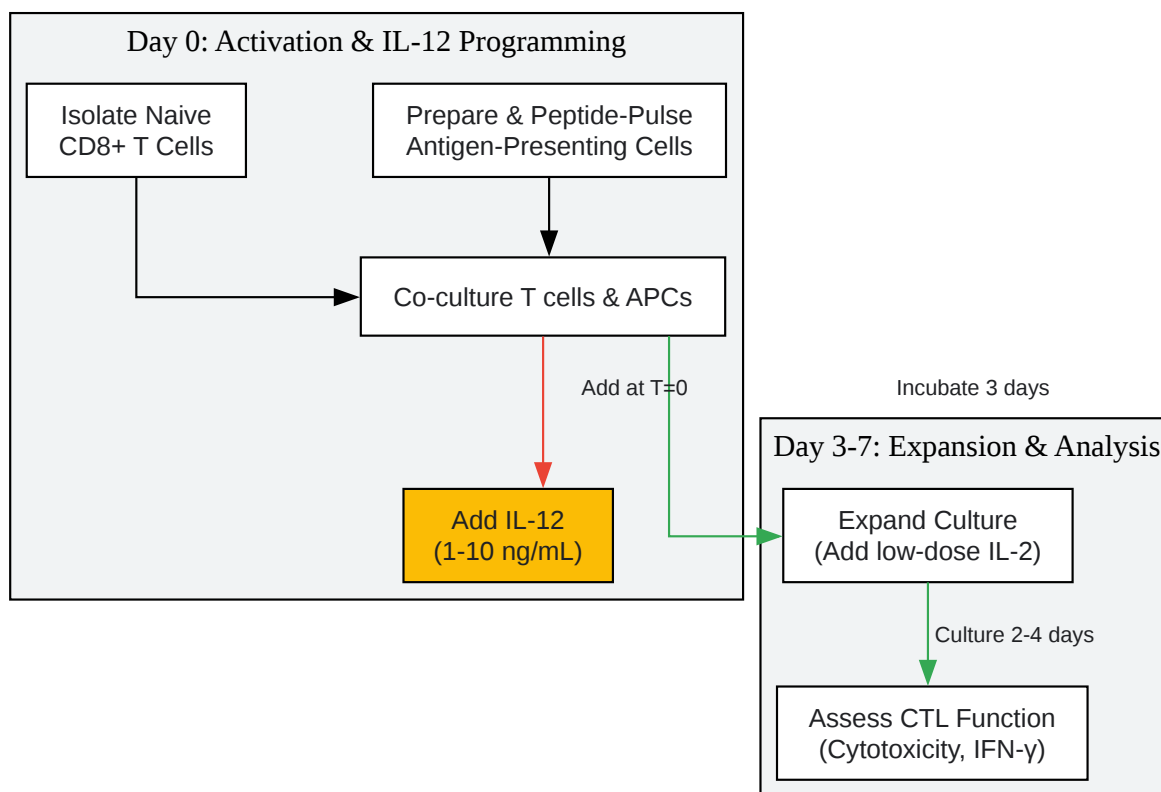 Day 0: Activation & IL-12 Programming
Isolate Naive
CD8+ T Cells
Prepare & Peptide-Pulse
Antigen-Presenting Cells
Co-culture T cells & APCs
Add at T=0
Incubate 3 days
Day 3-7: Expansion & Analysis
Add IL-12
(1-10 ng/mL)
Expand Culture
(Add low-dose IL-2)
Culture 2-4 days
Assess CTL Function
(Cytotoxicity, IFN-γ)